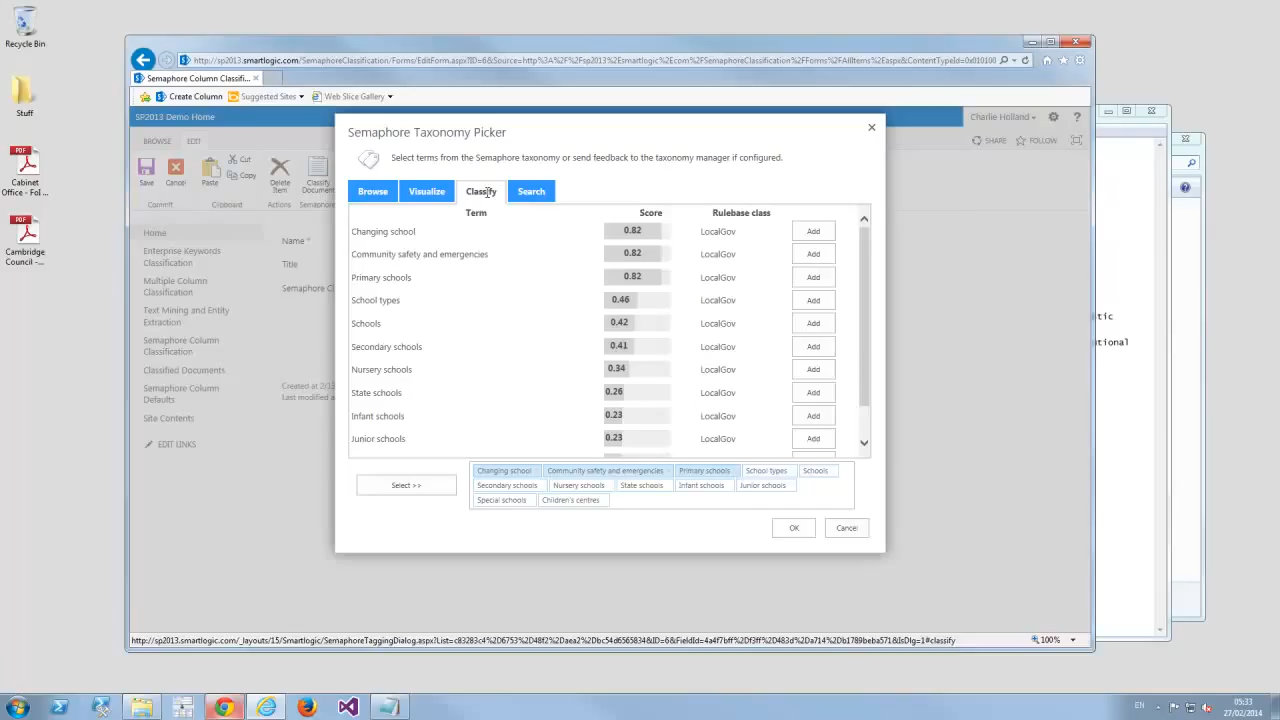 Recycle Bin
Stuff
Cabinet
Office - Fol ...
Cambridge
Council -...
http://sp2013.smartlogic.com/SemaphoreClassification/Forms/EditForm.aspx?ID=6&Source=http%3A%2F%2Fsp2013%2Esmartlogic%2Ecom%2FSemaphoreClassification%2FForms%2FAllItems%2Easpx&ContentTypeId=0x010100
Semaphore Column Classifi...
Create Column
Suggested Sites
Web Slice Gallery
SP2013 Demo Home
Charlie Holland
BROWSE
EDIT
SHARE
FOLLOW
Save
Cancel
Paste
Cut
Copy
Delete
Item
Classify
Document
Commit
Clipboard
Actions
Semaphore
Home
Enterprise Keywords
Classification
Multiple Column
Classification
Text Mining and Entity
Extraction
Semaphore Column
Classification
Classified Documents
Semaphore Column
Defaults
Site Contents
EDIT LINKS
Name *
Title
Semaphore Cl
Created at 2/13
Last modified a
Semaphore Taxonomy Picker
Select terms from the Semaphore taxonomy or send feedback to the taxonomy manager if configured.
Browse
Visualize
Classify
Search
Term Score Rulebase class
Changing school 0.82 LocalGov Add
Community safety and emergencies 0.82 LocalGov Add
Primary schools 0.82 LocalGov Add
School types 0.46 LocalGov Add
Schools 0.42 LocalGov Add
Secondary schools 0.41 LocalGov Add
Nursery schools 0.34 LocalGov Add
State schools 0.26 LocalGov Add
Infant schools 0.23 LocalGov Add
Junior schools 0.23 LocalGov Add
Select >>
Changing school Community safety and emergencies Primary schools School types Schools
Secondary schools Nursery schools State schools Infant schools Junior schools
Special schools Children's centres
OK
Cancel
tic
utional
http://sp2013.smartlogic.com/_layouts/15/Smartlogic/SemaphoreTaggingDialog.aspx?List=c83283c4%2D6753%2D48f2%2Daea2%2Dbc54d6565834&ID=6&FieldId=4a4f7bff%2Df3ff%2D483d%2Da714%2Db1789beba571&IsDlg=1#classify
100%
EN
05:33
27/02/2014